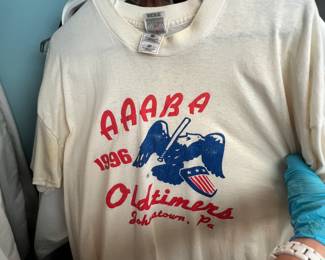 AAABA
1996
Oldtimers
Johnstown, Pa